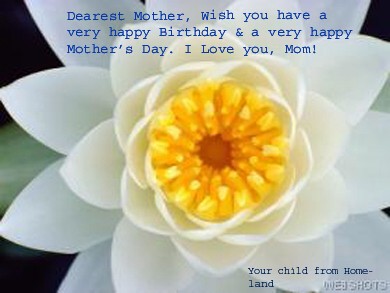 Dearest Mother, Wish you have a
very happy Birthday & a very happy
Mother's Day. I Love you, Mom!
Your child from Home-
land
WEBSHOTS